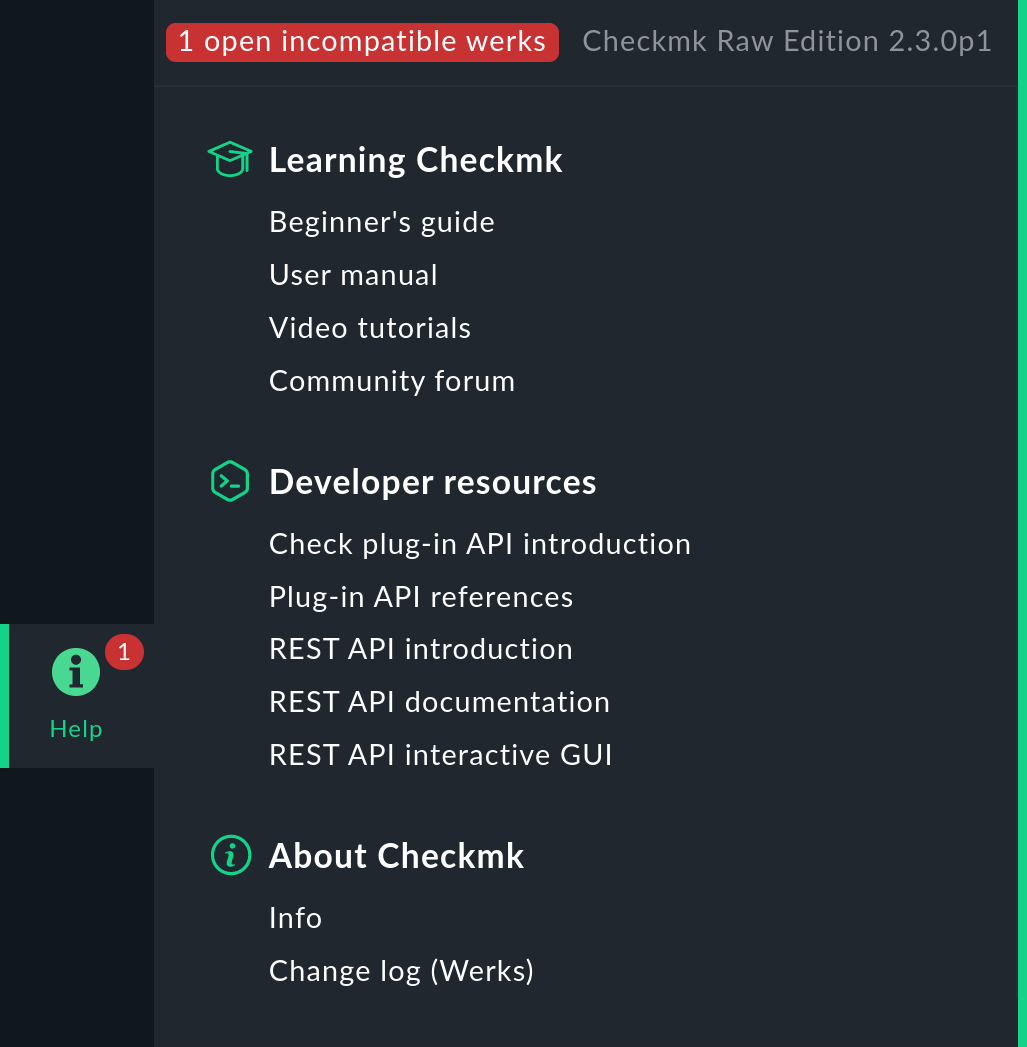 1 open incompatible werks Checkmk Raw Edition 2.3.0p1
Learning Checkmk
Beginner's guide
User manual
Video tutorials
Community forum
Developer resources
Check plug-in API introduction
Plug-in API references
REST API introduction
REST API documentation
REST API interactive GUI
About Checkmk
Info
Change log (Werks)
1
Help